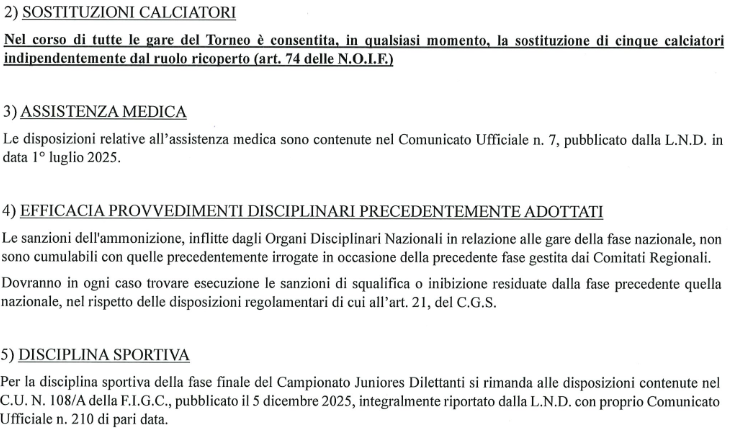 2) SOSTITUZIONI CALCIATORI
Nel corso di tutte le gare del Torneo è consentita, in qualsiasi momento, la sostituzione di cinque calciatori
indipendentemente dal ruolo ricoperto (art. 74 delle N.O.I.F.)
3) ASSISTENZA MEDICA
Le disposizioni relative all'assistenza medica sono contenute nel Comunicato Ufficiale n. 7, pubblicato dalla L.N.D. in
data 1° luglio 2025.
4) EFFICACIA PROVVEDIMENTI DISCIPLINARI PRECEDENTEMENTE ADOTTATI
Le sanzioni dell'ammonizione, inflitte dagli Organi Disciplinari Nazionali in relazione alle gare della fase nazionale, non
sono cumulabili con quelle precedentemente irrogate in occasione della precedente fase gestita dai Comitati Regionali.
Dovranno in ogni caso trovare esecuzione le sanzioni di squalifica o inibizione residuate dalla fase precedente quella
nazionale, nel rispetto delle disposizioni regolamentari di cui all'art. 21, del C.G.S.
5) DISCIPLINA SPORTIVA
Per la disciplina sportiva della fase finale del Campionato Juniores Dilettanti si rimanda alle disposizioni contenute nel
C.U. N. 108/A della F.I.G.C., pubblicato il 5 dicembre 2025, integralmente riportato dalla L.N.D. con proprio Comunicato
Ufficiale n. 210 di pari data.